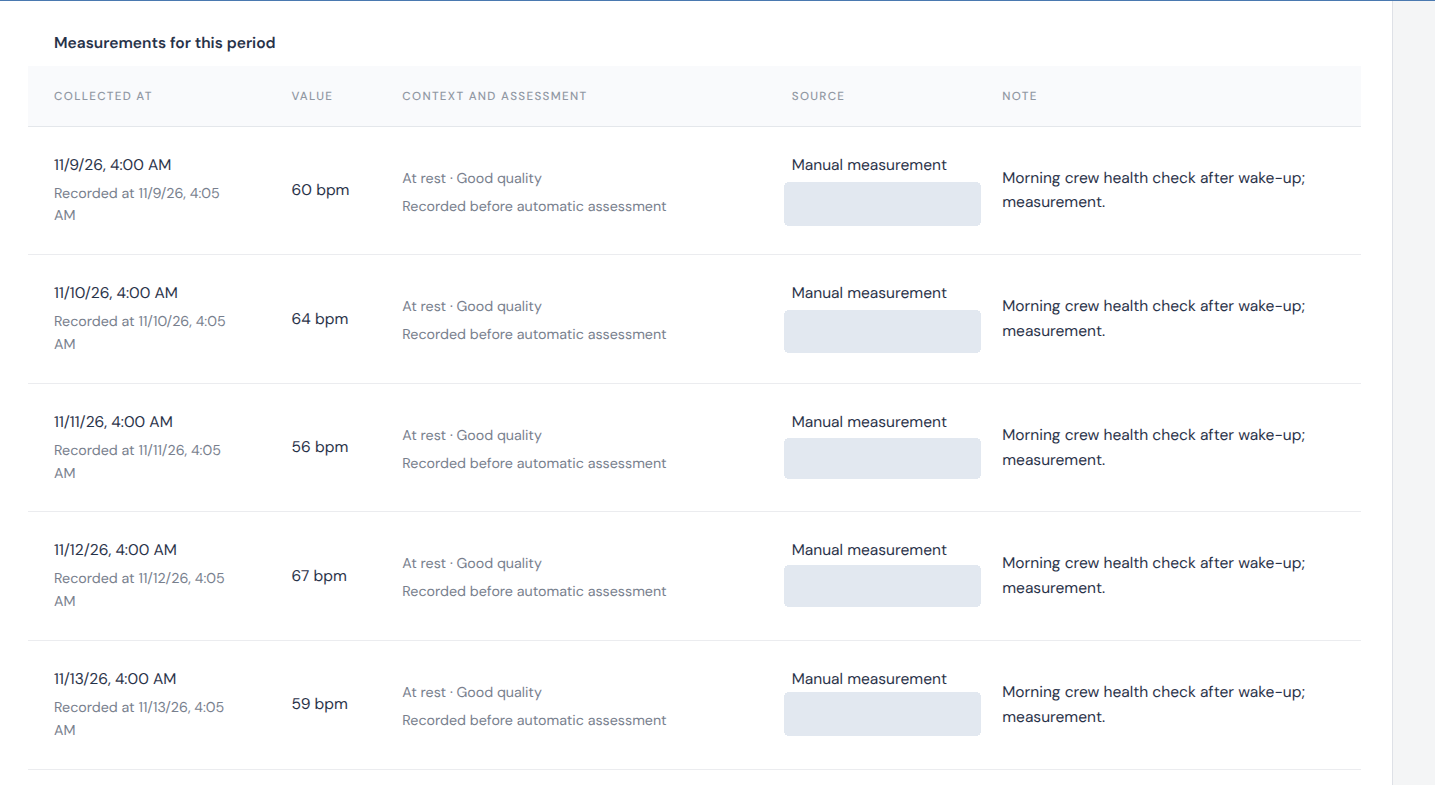 Measurements for this period
COLLECTED AT VALUE CONTEXT AND ASSESSMENT SOURCE NOTE
11/9/26, 4:00 AM
Recorded at 11/9/26, 4:05
AM
60 bpm
At rest · Good quality
Recorded before automatic assessment
Manual measurement
Morning crew health check after wake-up;
measurement.
11/10/26, 4:00 AM
Recorded at 11/10/26, 4:05
AM
64 bpm
At rest · Good quality
Recorded before automatic assessment
Manual measurement
Morning crew health check after wake-up;
measurement.
11/11/26, 4:00 AM
Recorded at 11/11/26, 4:05
AM
56 bpm
At rest · Good quality
Recorded before automatic assessment
Manual measurement
Morning crew health check after wake-up;
measurement.
11/12/26, 4:00 AM
Recorded at 11/12/26, 4:05
AM
67 bpm
At rest · Good quality
Recorded before automatic assessment
Manual measurement
Morning crew health check after wake-up;
measurement.
11/13/26, 4:00 AM
Recorded at 11/13/26, 4:05
AM
59 bpm
At rest · Good quality
Recorded before automatic assessment
Manual measurement
Morning crew health check after wake-up;
measurement.